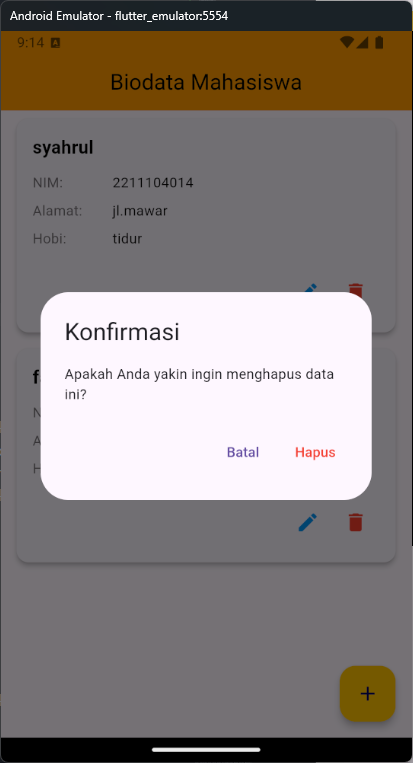 Android Emulator - flutter_emulator:5554
9:14
Biodata Mahasiswa
syahrul
NIM: 2211104014
Alamat: jl.mawar
Hobi: tidur
Konfirmasi
Apakah Anda yakin ingin menghapus data
ini?
Batal Hapus